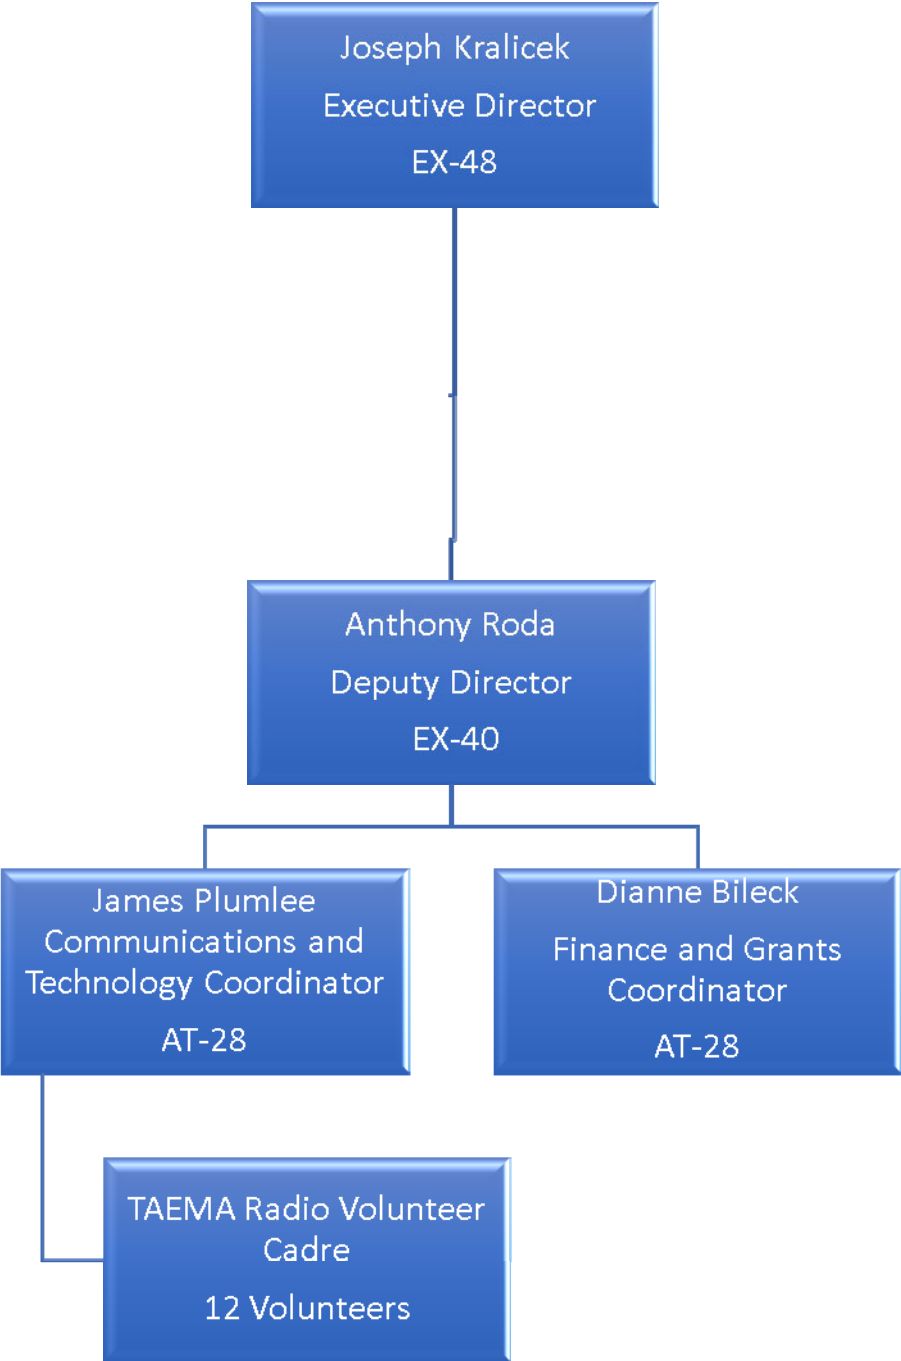 Joseph Kralicek
Executive Director
EX-48
Anthony Roda
Deputy Director
EX-40
James Plumlee
Communications and
Technology Coordinator
AT-28
Dianne Bileck
Finance and Grants
Coordinator
AT-28
TAEMA Radio Volunteer
Cadre
12 Volunteers